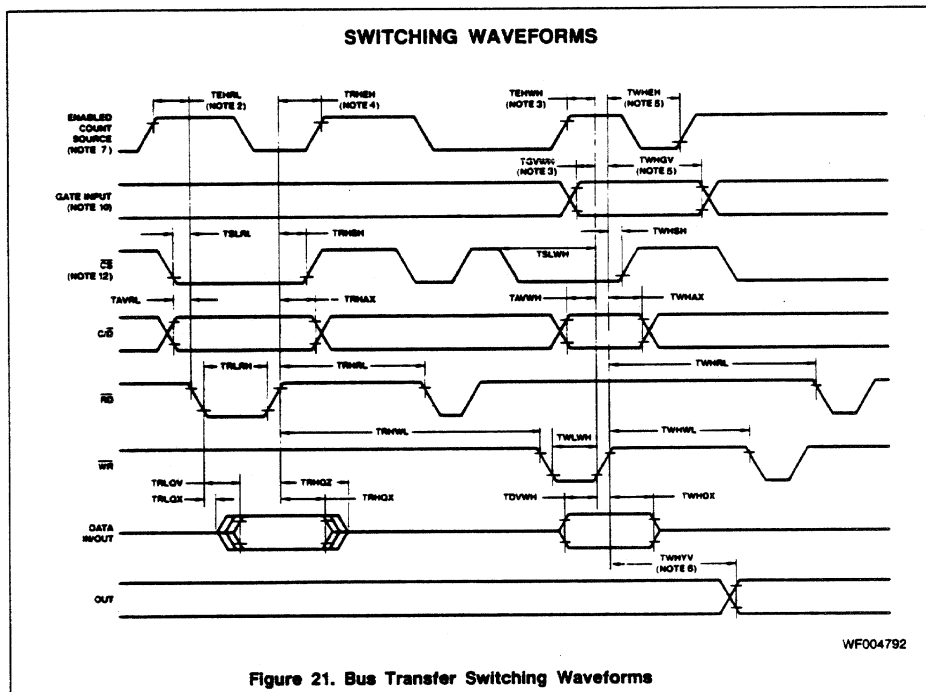 SWITCHING WAVEFORMS
TEHRL
(NOTE 2)
TRHEH
(NOTE 4)
TEHWH
(NOTE 3)
TWHEH
(NOTE 5)
ENABLED
COUNT
SOURCE
(NOTE 7)
TGVWH
(NOTE 3)
TWHGV
(NOTE 5)
GATE INPUT
(NOTE 10)
TSLRL
TRHSH
TWHSH
CS
(NOTE 12)
TSLWH
TAVRL
TRHAX
TAVWH
TWHAX
C/D
TRLRH
TRHRL
TWHRL
RD
TRHWL
TWLWH
TWHWL
WR
TRLQV
TRHQZ
TRLQX
TRHQX
TDVWH
TWHDX
DATA
IN/OUT
TWHYV
(NOTE 6)
OUT
WF004792
Figure 21. Bus Transfer Switching Waveforms